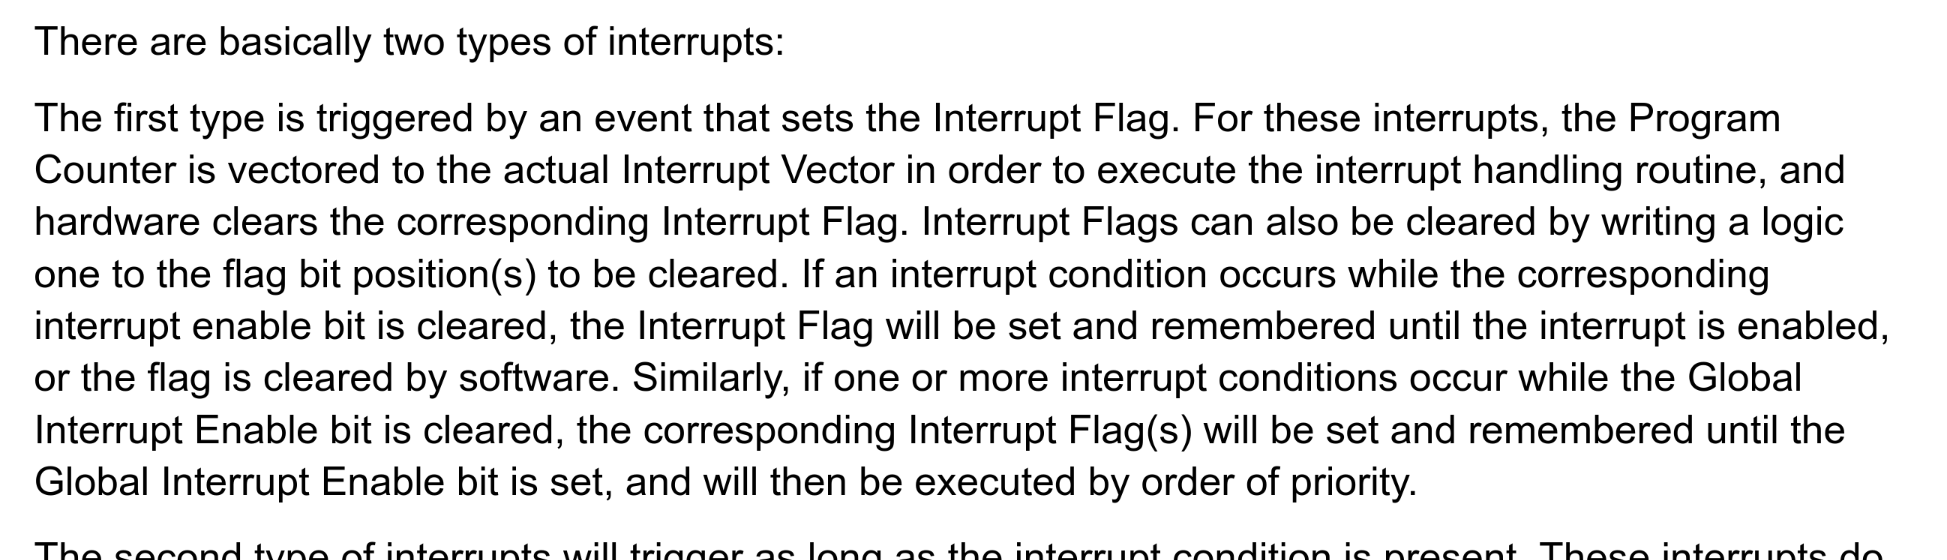 There are basically two types of interrupts:
The first type is triggered by an event that sets the Interrupt Flag. For these interrupts, the Program
Counter is vectored to the actual Interrupt Vector in order to execute the interrupt handling routine, and
hardware clears the corresponding Interrupt Flag. Interrupt Flags can also be cleared by writing a logic
one to the flag bit position(s) to be cleared. If an interrupt condition occurs while the corresponding
interrupt enable bit is cleared, the Interrupt Flag will be set and remembered until the interrupt is enabled,
or the flag is cleared by software. Similarly, if one or more interrupt conditions occur while the Global
Interrupt Enable bit is cleared, the corresponding Interrupt Flag(s) will be set and remembered until the
Global Interrupt Enable bit is set, and will then be executed by order of priority.
The second type of interrupts will trigger as long as the interrupt condition is present. These interrupts do